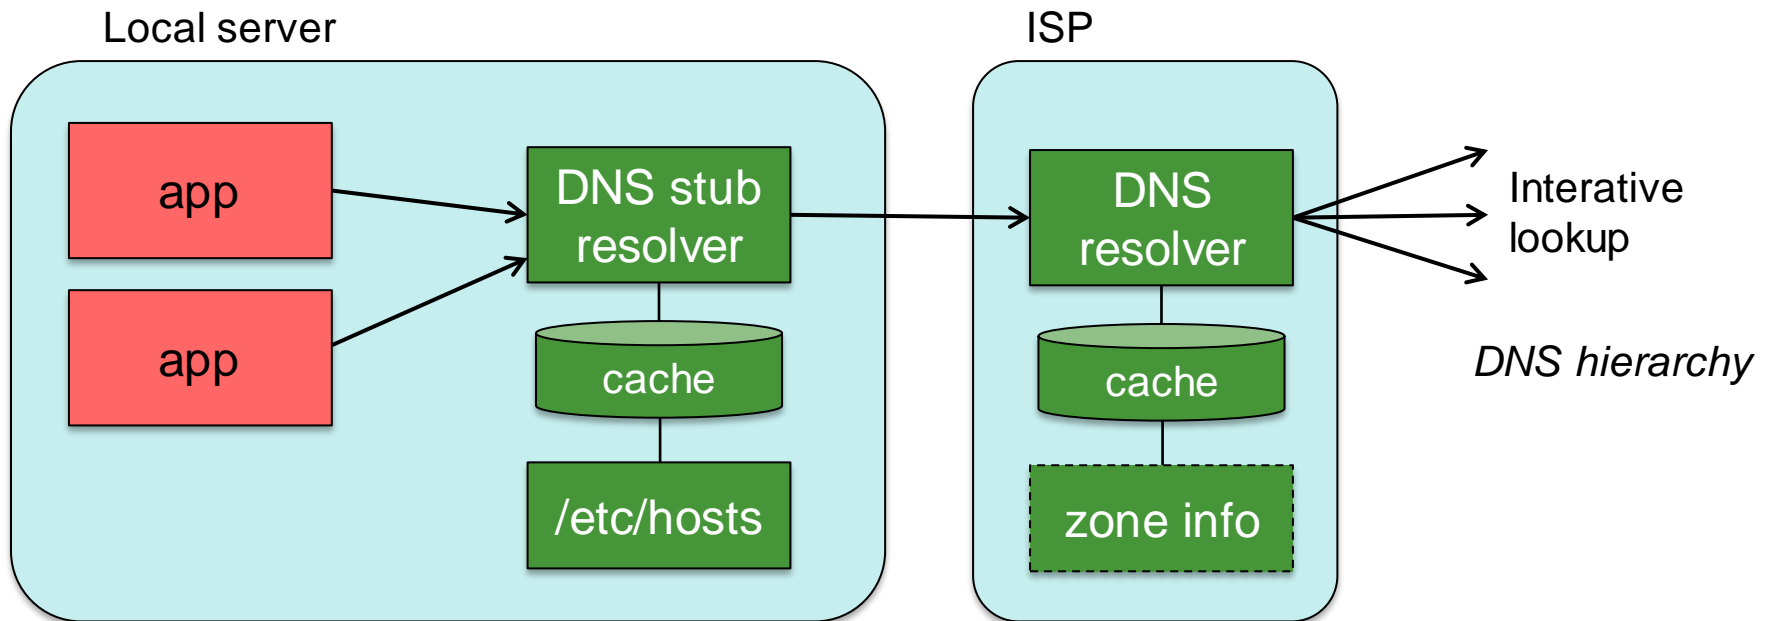 Local server
ISP
app
app
DNS stub
resolver
cache
/etc/hosts
DNS
resolver
cache
zone info
Interative
lookup
DNS hierarchy